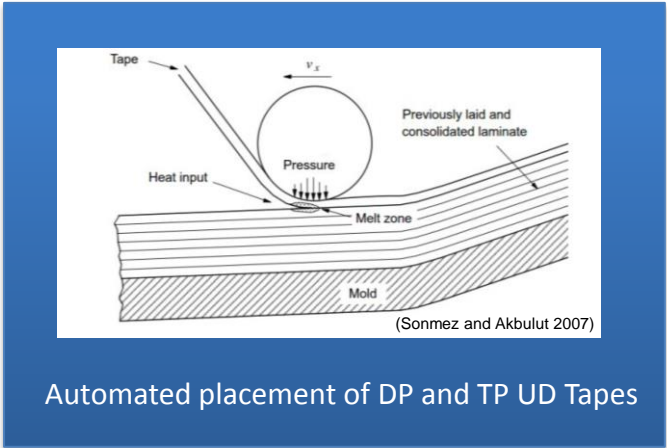 Tape
v x
Previously laid and
consolidated laminate
Pressure
Heat input
Melt zone
Mold
(Sonmez and Akbulut 2007)
Automated placement of DP and TP UD Tapes